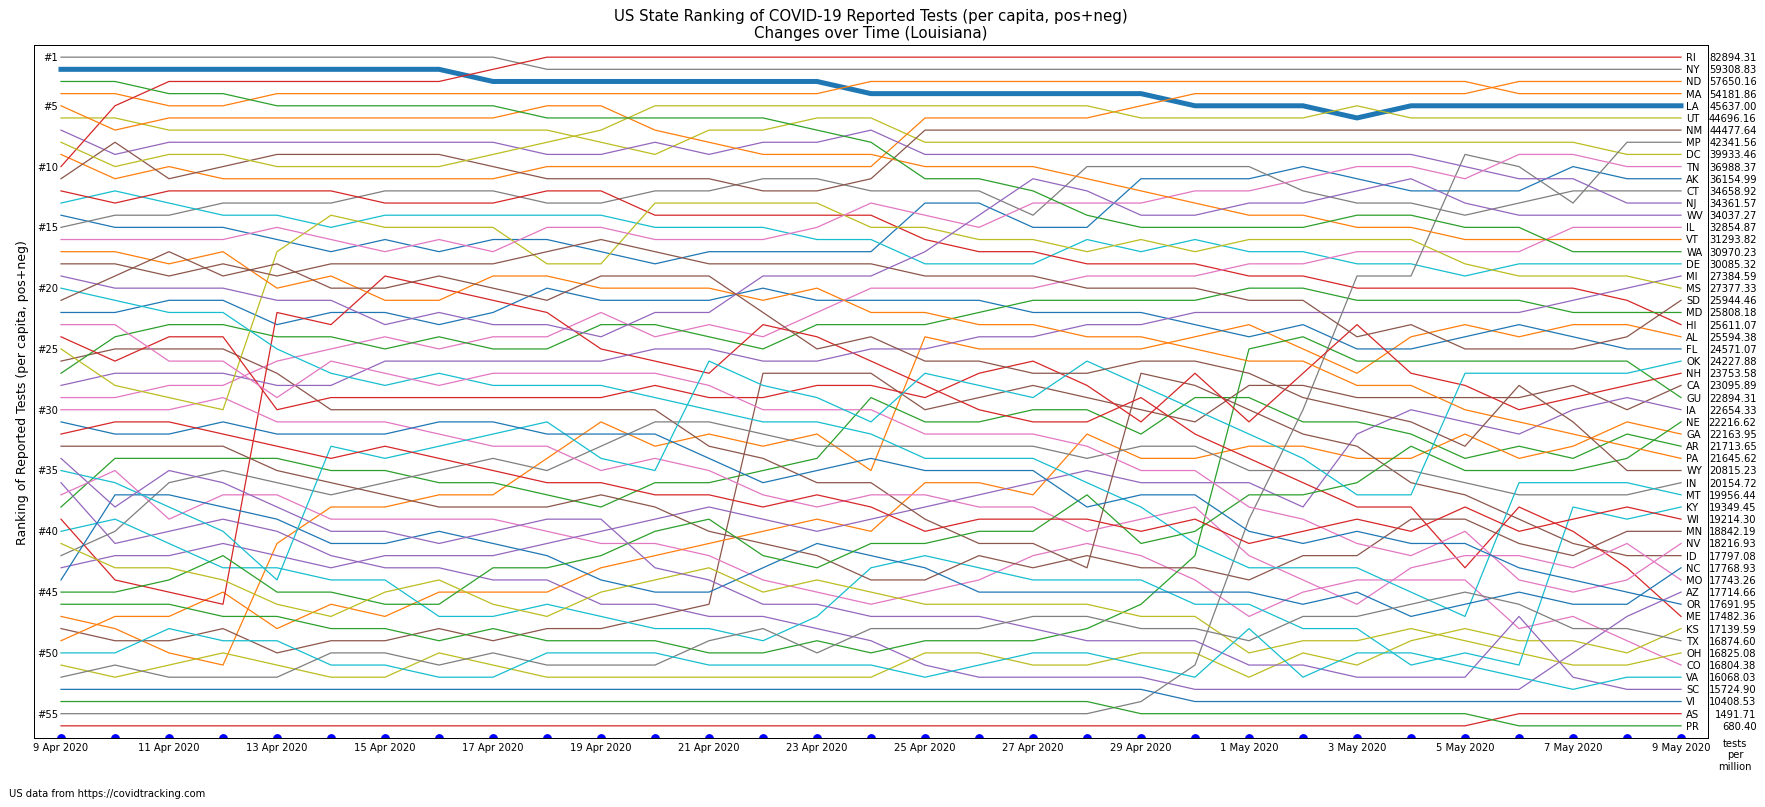 US State Ranking of COVID-19 Reported Tests (per capita, pos+neg)
Changes over Time (Louisiana)
Ranking of Reported Tests (per capita, pos+neg)
#1
#5
#10
#15
#20
#25
#30
#35
#40
#45
#50
#55
RI 82894.31
NY 59308.83
ND 57650.16
MA 54181.86
LA 45637.00
UT 44696.16
NM 44477.64
MP 42341.56
DC 39933.46
TN 36988.37
AK 36154.99
CT 34658.92
NJ 34361.57
WV 34037.27
IL 32854.87
VT 31293.82
WA 30970.23
DE 30085.32
MI 27384.59
MS 27377.33
SD 25944.46
MD 25808.18
HI 25611.07
AL 25594.38
FL 24571.07
OK 24227.88
NH 23753.58
CA 23095.89
GU 22894.31
IA 22654.33
NE 22216.62
GA 22163.95
AR 21713.65
PA 21645.62
WY 20815.23
IN 20154.72
MT 19956.44
KY 19349.45
WI 19214.30
MN 18842.19
NV 18216.93
ID 17797.08
NC 17768.93
MO 17743.26
AZ 17714.66
OR 17691.95
ME 17482.36
KS 17139.59
TX 16874.60
OH 16825.08
CO 16804.38
VA 16068.03
SC 15724.90
VI 10408.53
AS 1491.71
PR 680.40
9 Apr 2020 11 Apr 2020 13 Apr 2020 15 Apr 2020 17 Apr 2020 19 Apr 2020 21 Apr 2020 23 Apr 2020 25 Apr 2020 27 Apr 2020 29 Apr 2020 1 May 2020 3 May 2020 5 May 2020 7 May 2020 9 May 2020
tests
per
million
US data from https://covidtracking.com